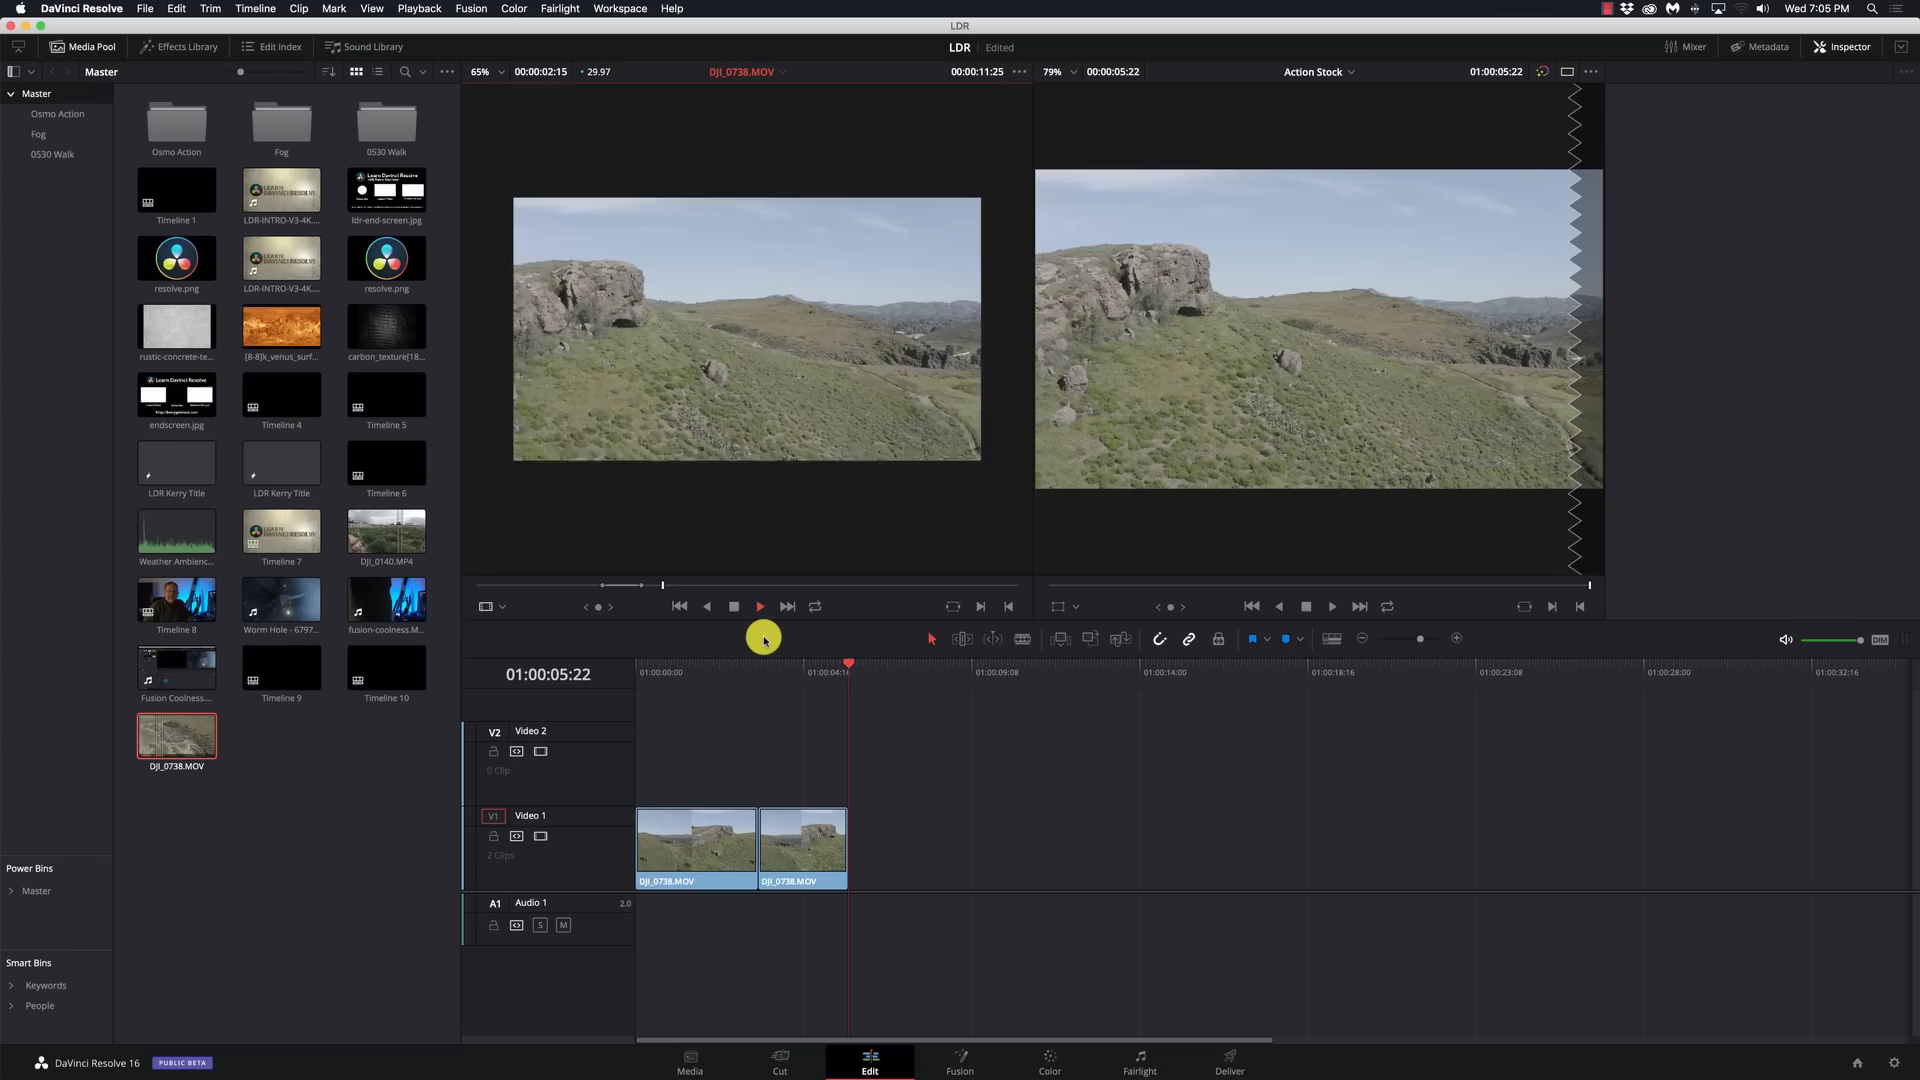 DaVinci Resolve File Edit Trim Timeline Clip Mark View Playback Fusion Color Fairlight Workspace Help
Wed 7:05 PM
LDR
Media Pool Effects Library Edit Index Sound Library
LDR Edited
Mixer Metadata Inspector
Master
65% 00:00:02:15 29.97 DJI_0738.MOV 00:00:11:25
79% 00:00:05:22 Action Stock 01:00:05:22
Master
Osmo Action
Fog
0530 Walk
Osmo Action Fog 0530 Walk
Timeline 1 LDR-INTRO-V3-4K.... ldr-end-screen.jpg
resolve.png LDR-INTRO-V3-4K.... resolve.png
rustic-concrete-te... [8-8]k_venus_surf... carbon_texture[18...
Learn Davinci Resolve
endscreen.jpg Timeline 4 Timeline 5
LDR Kerry Title LDR Kerry Title Timeline 6
Weather Ambienc... Timeline 7 DJI_0140.MP4
Timeline 8 Worm Hole - 6797... fusion-coolness.M...
Fusion Coolness.... Timeline 9 Timeline 10
DJI_0738.MOV
DIM
01:00:05:22
01:00:00:00 01:00:04:16 01:00:09:08 01:00:14:00 01:00:18:16 01:00:23:08 01:00:28:00 01:00:32:16
V2 Video 2
0 Clip
V1 Video 1
2 Clips
DJI_0738.MOV DJI_0738.MOV
A1 Audio 1 2.0
S M
Power Bins
Master
Smart Bins
Keywords
People
DaVinci Resolve 16 PUBLIC BETA
Media Cut Edit Fusion Color Fairlight Deliver